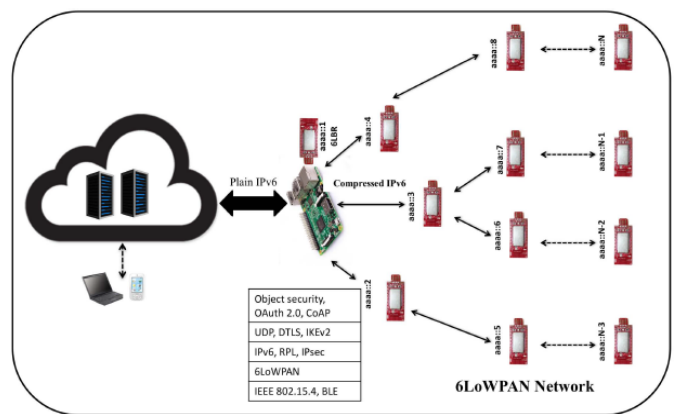 aaaa::8
aaaa::N
aaaa::1
6LBR
aaaa::4
aaaa::7
aaaa::N-1
Plain IPv6
Compressed IPv6
aaaa::3
aaaa::6
aaaa::N-2
aaaa::2
Object security,
OAuth 2.0, CoAP
UDP, DTLS, IKEv2
IPv6, RPL, IPsec
6LoWPAN
IEEE 802.15.4, BLE
aaaa::5
aaaa::N-3
6LoWPAN Network